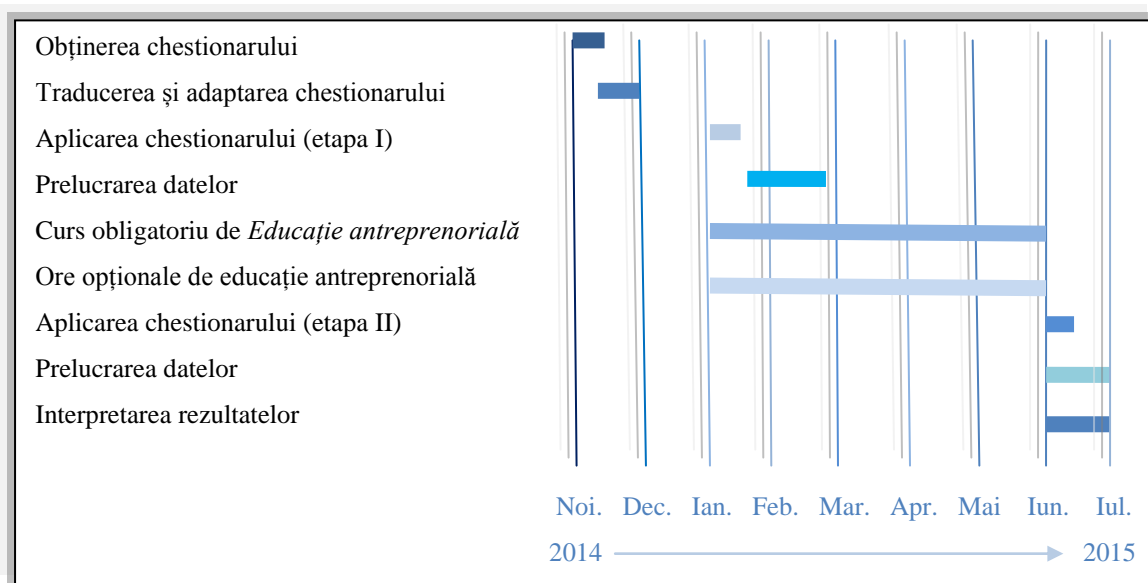 Obținerea chestionarului
Traducerea și adaptarea chestionarului
Aplicarea chestionarului (etapa I)
Prelucrarea datelor
Curs obligatoriu de Educație antreprenorială
Ore opționale de educație antreprenorială
Aplicarea chestionarului (etapa II)
Prelucrarea datelor
Interpretarea rezultatelor
Noi. Dec. Ian. Feb. Mar. Apr. Mai Iun. Iul.
2014 2015